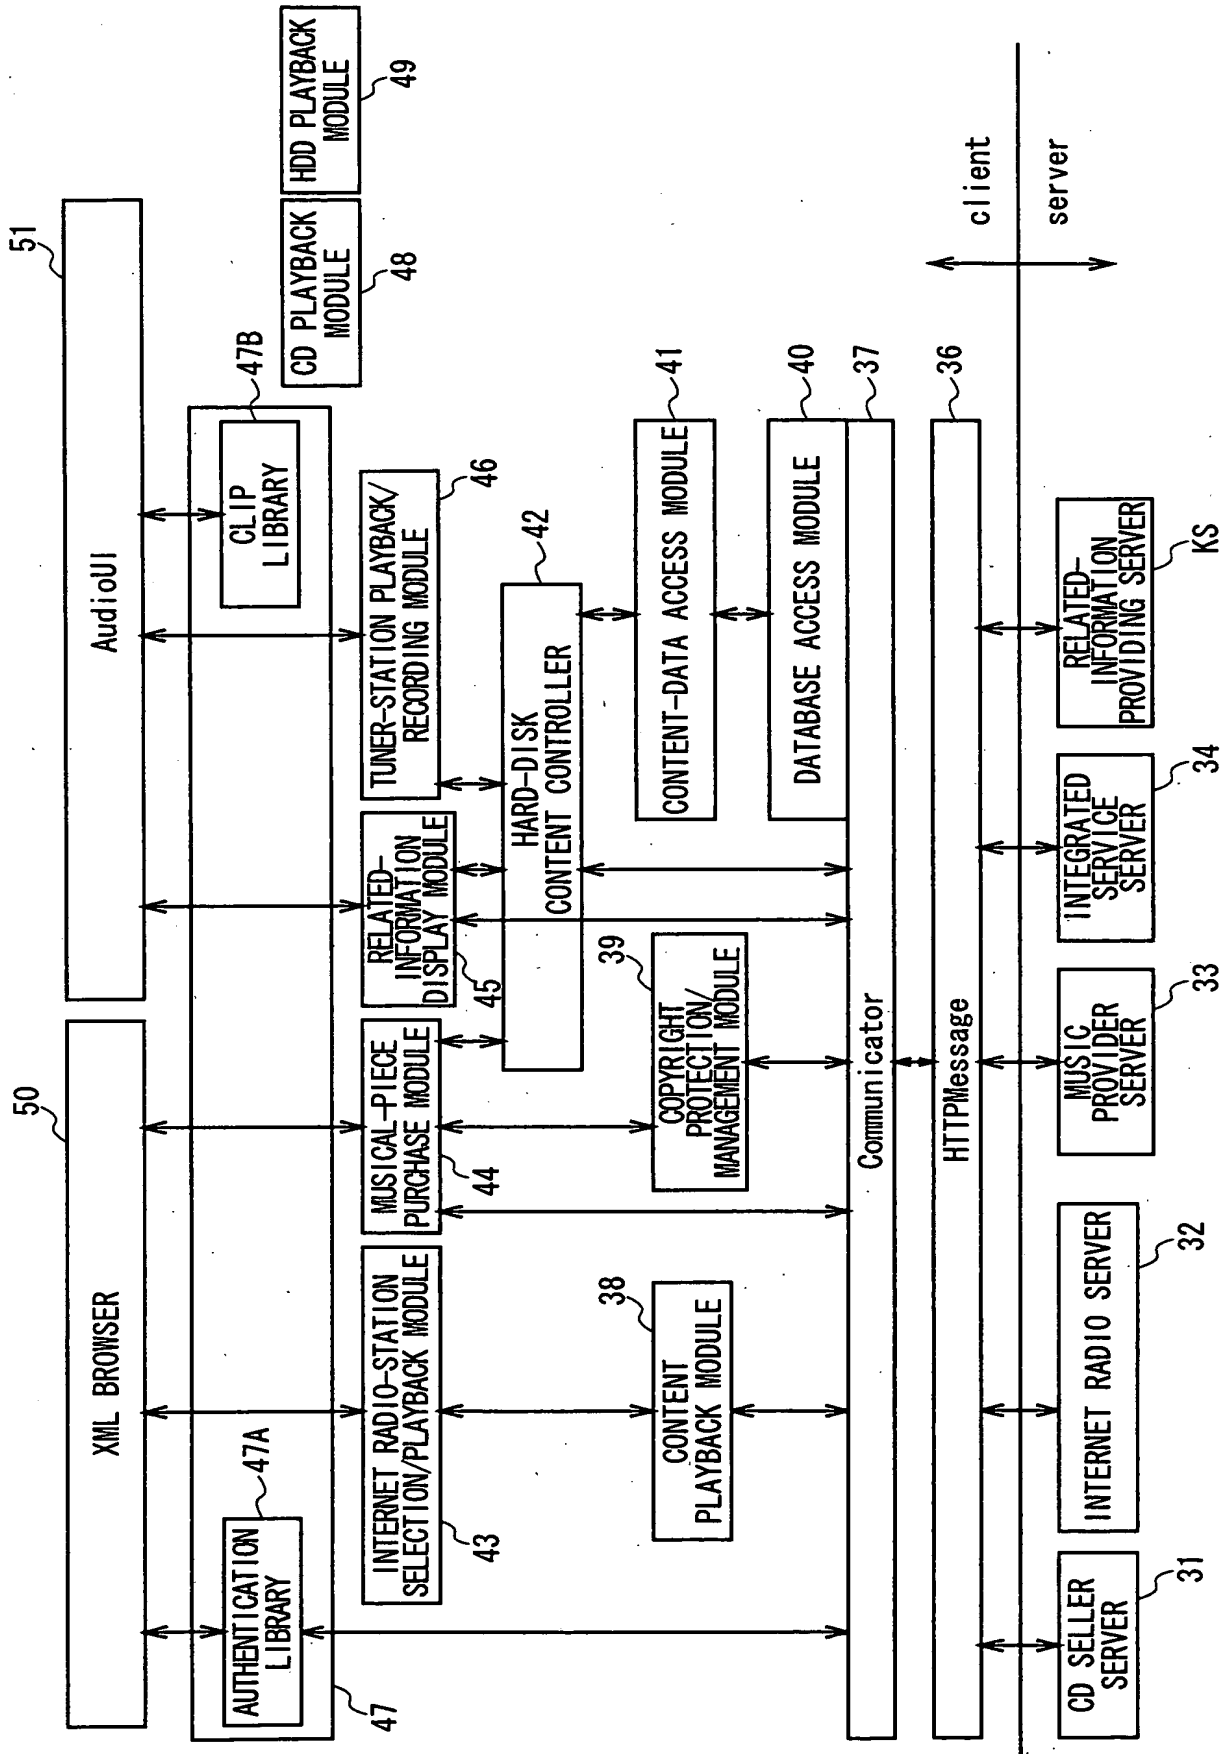 50
51
XML BROWSER
AudioUI
47A
47B
AUTHENTICATION
LIBRARY
CLIP
LIBRARY
47
CD PLAYBACK
MODULE
48
HDD PLAYBACK
MODULE
49
INTERNET RADIO-STATION
SELECTION/PLAYBACK MODULE
43
MUSICAL-PIECE
PURCHASE MODULE
44
RELATED-
INFORMATION
DISPLAY MODULE
45
TUNER-STATION PLAYBACK/
RECORDING MODULE
46
HARD-DISK
CONTENT CONTROLLER
42
38
CONTENT
PLAYBACK MODULE
39
COPYRIGHT
PROTECTION/
MANAGEMENT MODULE
CONTENT-DATA ACCESS MODULE
41
DATABASE ACCESS MODULE
40
Communicator
37
HTTPMessage
36
client
server
CD SELLER
SERVER
31
INTERNET RADIO SERVER
32
MUSIC
PROVIDER
SERVER
33
INTEGRATED
SERVICE
SERVER
34
RELATED-
INFORMATION
PROVIDING SERVER
KS